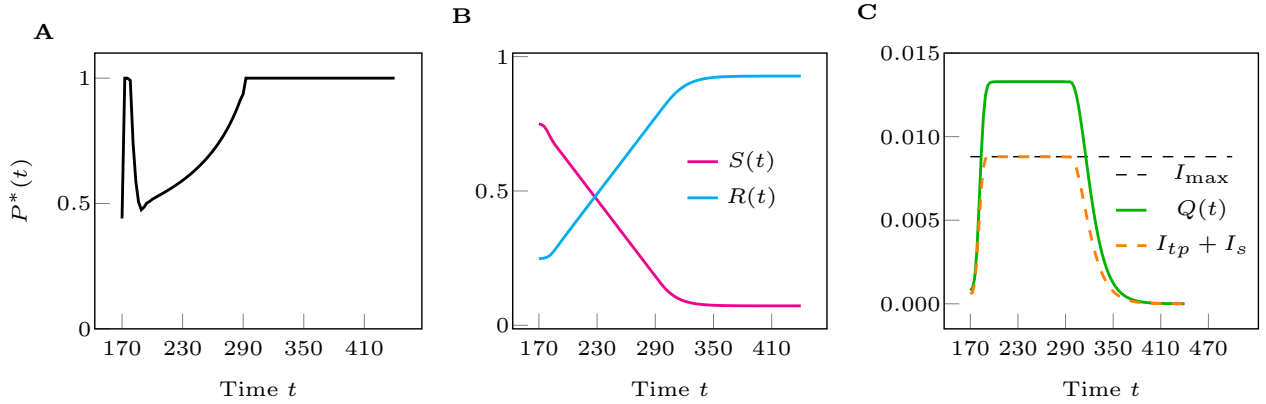 A
P*(t)
1
0.5
0
170 230 290 350 410
Time t
B
1
0.5
0
S(t)
R(t)
170 230 290 350 410
Time t
C
0.015
0.010
0.005
0.000
I_max
Q(t)
I_tp + I_s
170 230 290 350 410 470
Time t